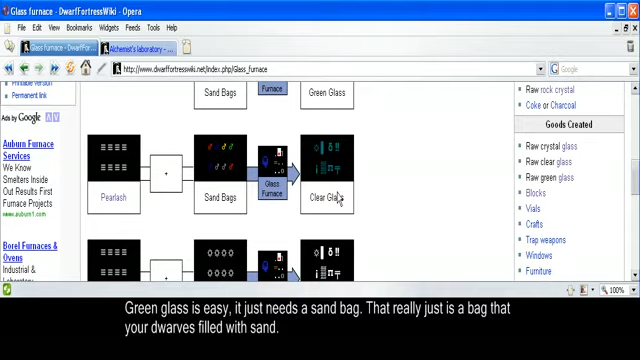 Glass furnace - DwarfFortressWiki - Opera
File Edit View Bookmarks Widgets Feeds Tools Help
Glass furnace - DwarfFor... Alchemist's laboratory - ...
http://www.dwarffortresswiki.net/index.php/Glass_furnace
Google
Printable version
Permanent link
Ads by Google
Auburn Furnace
Services
We Know
Smelters Inside
Out Results First
Furnace Projects
www.auburn1.com
Borel Furnaces &
Ovens
Industrial &
Sand Bags
Furnace
Green Glass
Pearlash
+
Sand Bags
Glass
Furnace
Clear Glass
+
Raw rock crystal
Coke or Charcoal
Goods Created
Raw crystal glass
Raw clear glass
Raw green glass
Blocks
Vials
Crafts
Trap weapons
Windows
Furniture
100%
Green glass is easy, it just needs a sand bag. That really just is a bag that
your dwarves filled with sand.